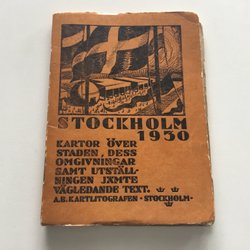 STOCKHOLM
1930
KARTOR ÖVER
STADEN, DESS
OMGIVNINGAR
SAMT UTSTÄLL-
NINGEN JÄMTE
VÄGLEDANDE TEXT.
A.B. KARTLITOGRAFEN · STOCKHOLM ·